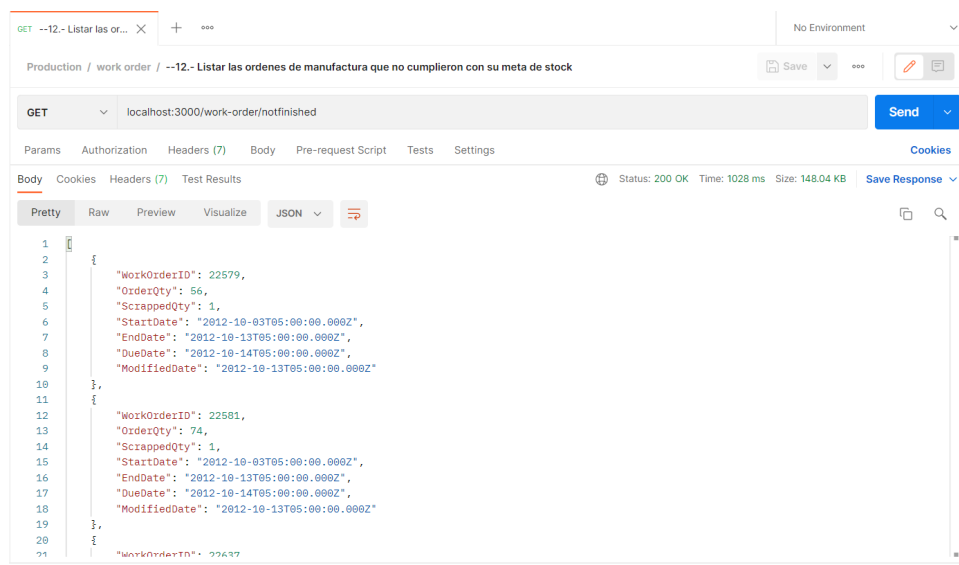 GET --12.- Listar las or...
No Environment
Production / work order / --12.- Listar las ordenes de manufactura que no cumplieron con su meta de stock
Save
GET localhost:3000/work-order/notfinished
Send
Params Authorization Headers (7) Body Pre-request Script Tests Settings
Cookies
Body Cookies Headers (7) Test Results
Status: 200 OK Time: 1028 ms Size: 148.04 KB Save Response
Pretty Raw Preview Visualize JSON
1 [
2 {
3 "WorkOrderID": 22579,
4 "OrderQty": 56,
5 "ScrappedQty": 1,
6 "StartDate": "2012-10-03T05:00:00.000Z",
7 "EndDate": "2012-10-13T05:00:00.000Z",
8 "DueDate": "2012-10-14T05:00:00.000Z",
9 "ModifiedDate": "2012-10-13T05:00:00.000Z"
10 },
11 {
12 "WorkOrderID": 22581,
13 "OrderQty": 74,
14 "ScrappedQty": 1,
15 "StartDate": "2012-10-03T05:00:00.000Z",
16 "EndDate": "2012-10-13T05:00:00.000Z",
17 "DueDate": "2012-10-14T05:00:00.000Z",
18 "ModifiedDate": "2012-10-13T05:00:00.000Z"
19 },
20 {
21 "WorkOrderID": 22637